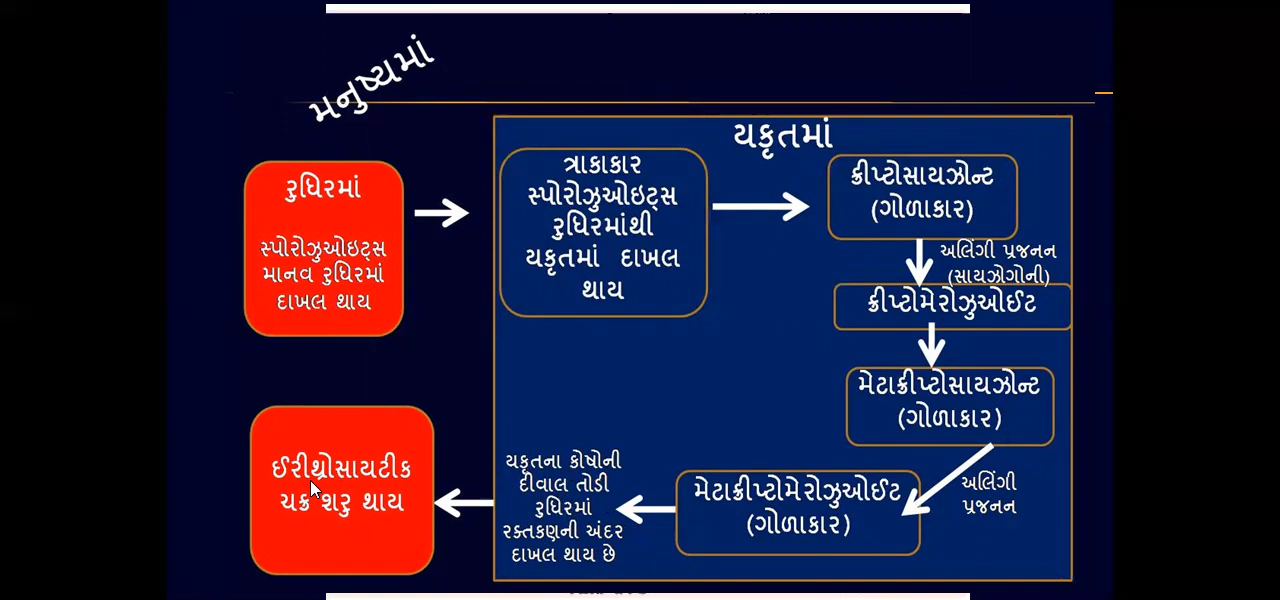 મનુષ્યમાં
યકૃતમાં
રુધિરમાં
સ્પોરોઝુઓઇટ્સ
માનવ રુધિરમાં
દાખલ થાય
ત્રાકાકાર
સ્પોરોઝુઓઇટ્સ
રુધિરમાંથી
યકૃતમાં દાખલ
થાય
ક્રીપ્ટોસાયઝોન્ટ
(ગોળાકાર)
અલિંગી પ્રજનન
(સાયઝોગોની)
ક્રીપ્ટોમેરોઝુઓઈટ
મેટાક્રીપ્ટોસાયઝોન્ટ
(ગોળાકાર)
અલિંગી
પ્રજનન
મેટાક્રીપ્ટોમેરોઝુઓઈટ
(ગોળાકાર)
યકૃતના કોષોની
દીવાલ તોડી
રુધિરમાં
રક્તકણની અંદર
દાખલ થાય છે
ઈરીથ્રોસાયટીક
ચક્ર શરુ થાય